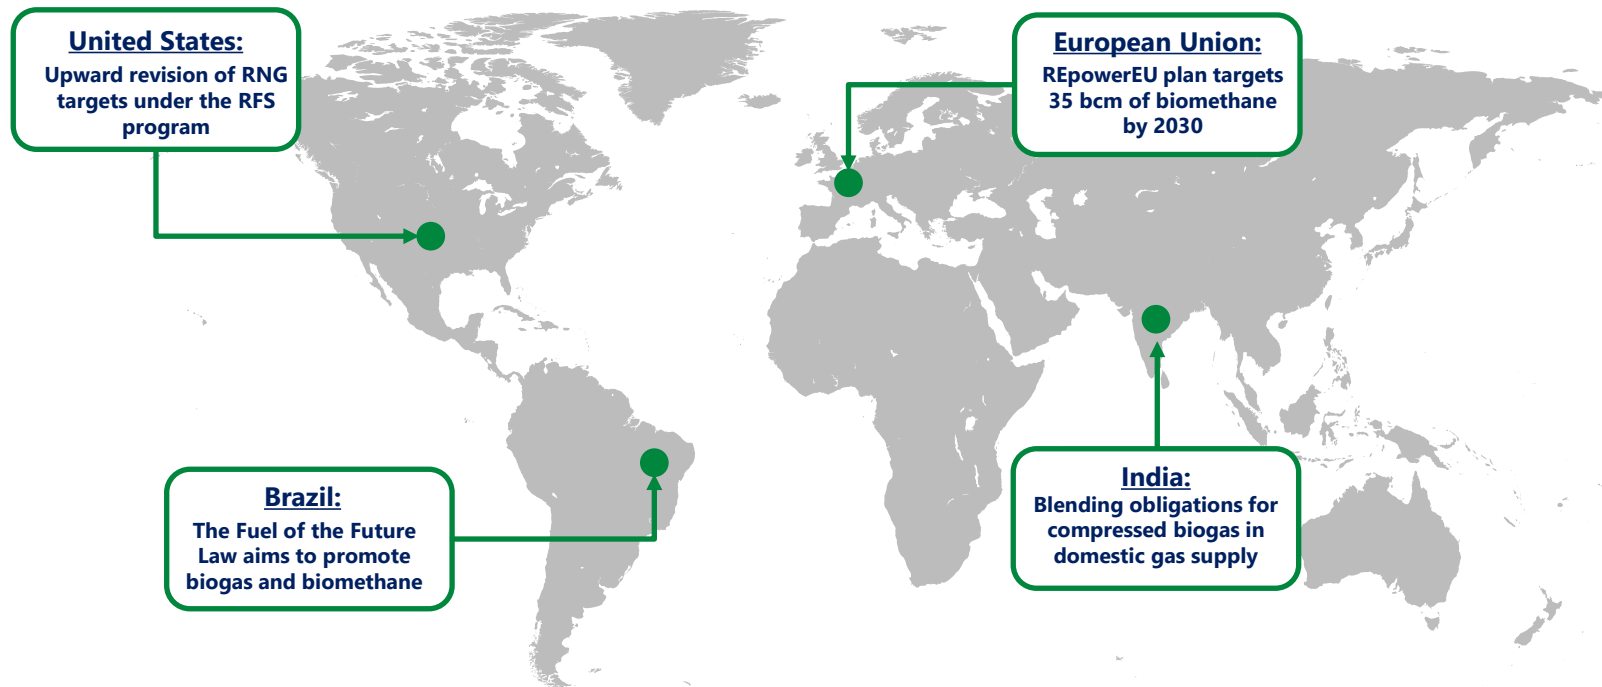 United States:
Upward revision of RNG
targets under the RFS
program
European Union:
REpowerEU plan targets
35 bcm of biomethane
by 2030
Brazil:
The Fuel of the Future
Law aims to promote
biogas and biomethane
India:
Blending obligations for
compressed biogas in
domestic gas supply